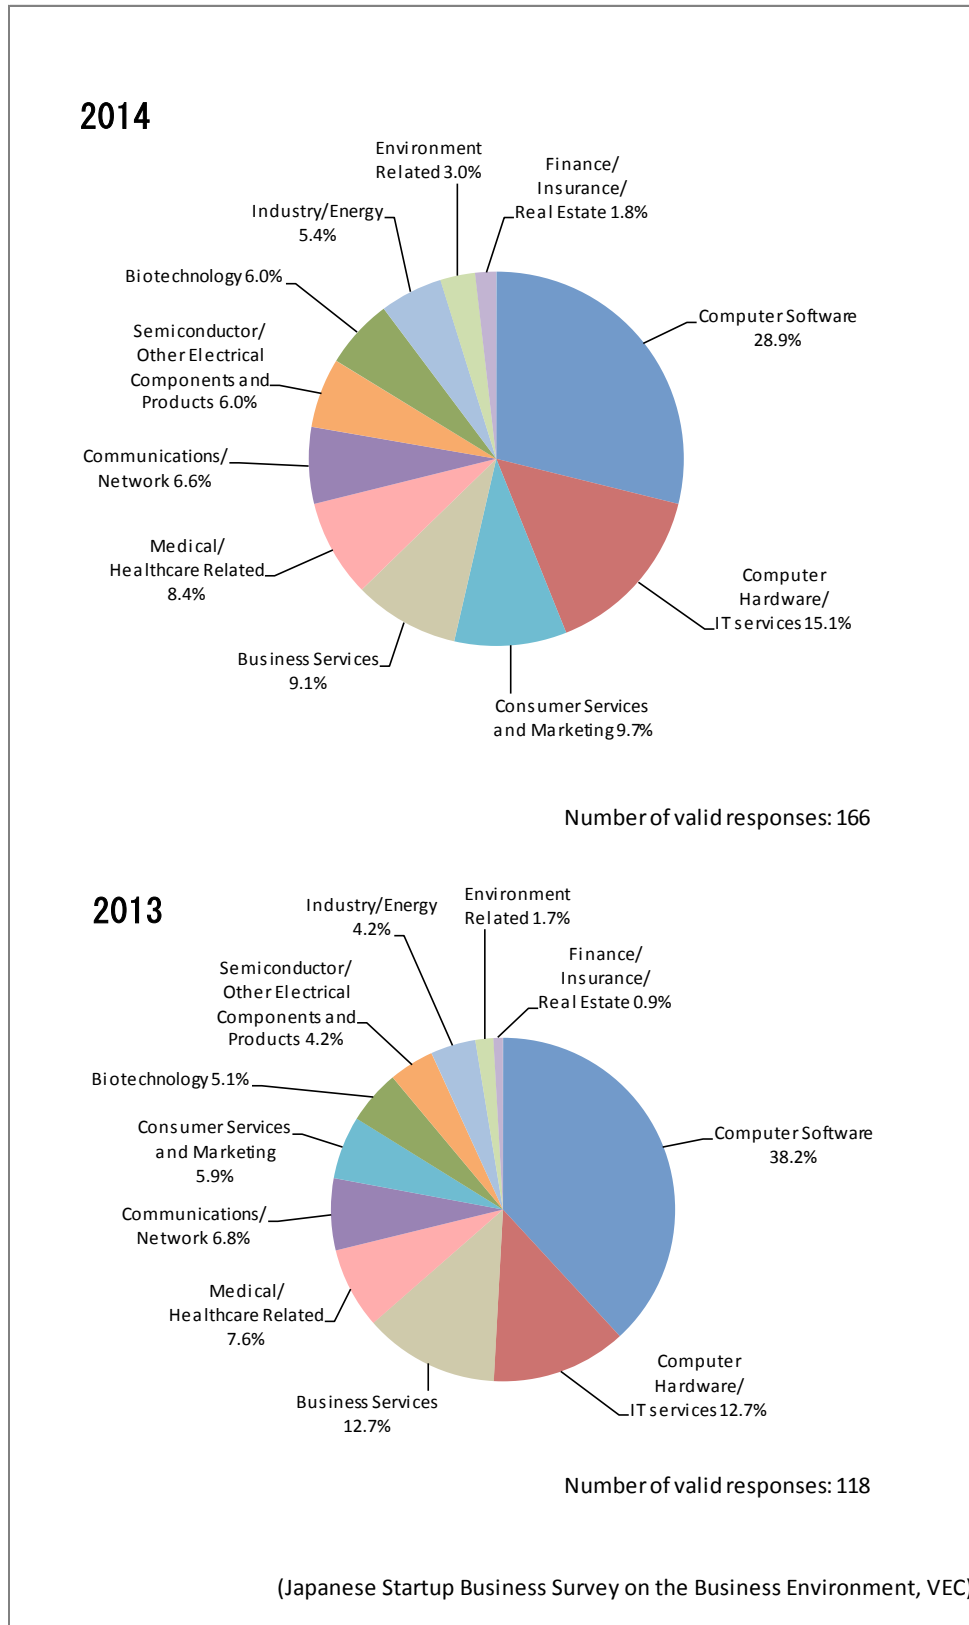 2014
Environment
Related 3.0%
Finance/
Insurance/
Real Estate 1.8%
Industry/Energy
5.4%
Biotechnology 6.0%
Semiconductor/
Other Electrical
Components and
Products 6.0%
Communications/
Network 6.6%
Medical/
Healthcare Related
8.4%
Business Services
9.1%
Consumer Services
and Marketing 9.7%
Computer
Hardware/
IT services 15.1%
Computer Software
28.9%
Number of valid responses: 166
2013
Industry/Energy
4.2%
Environment
Related 1.7%
Finance/
Insurance/
Real Estate 0.9%
Semiconductor/
Other Electrical
Components and
Products 4.2%
Biotechnology 5.1%
Consumer Services
and Marketing
5.9%
Communications/
Network 6.8%
Medical/
Healthcare Related
7.6%
Business Services
12.7%
Computer
Hardware/
IT services 12.7%
Computer Software
38.2%
Number of valid responses: 118
(Japanese Startup Business Survey on the Business Environment, VEC)